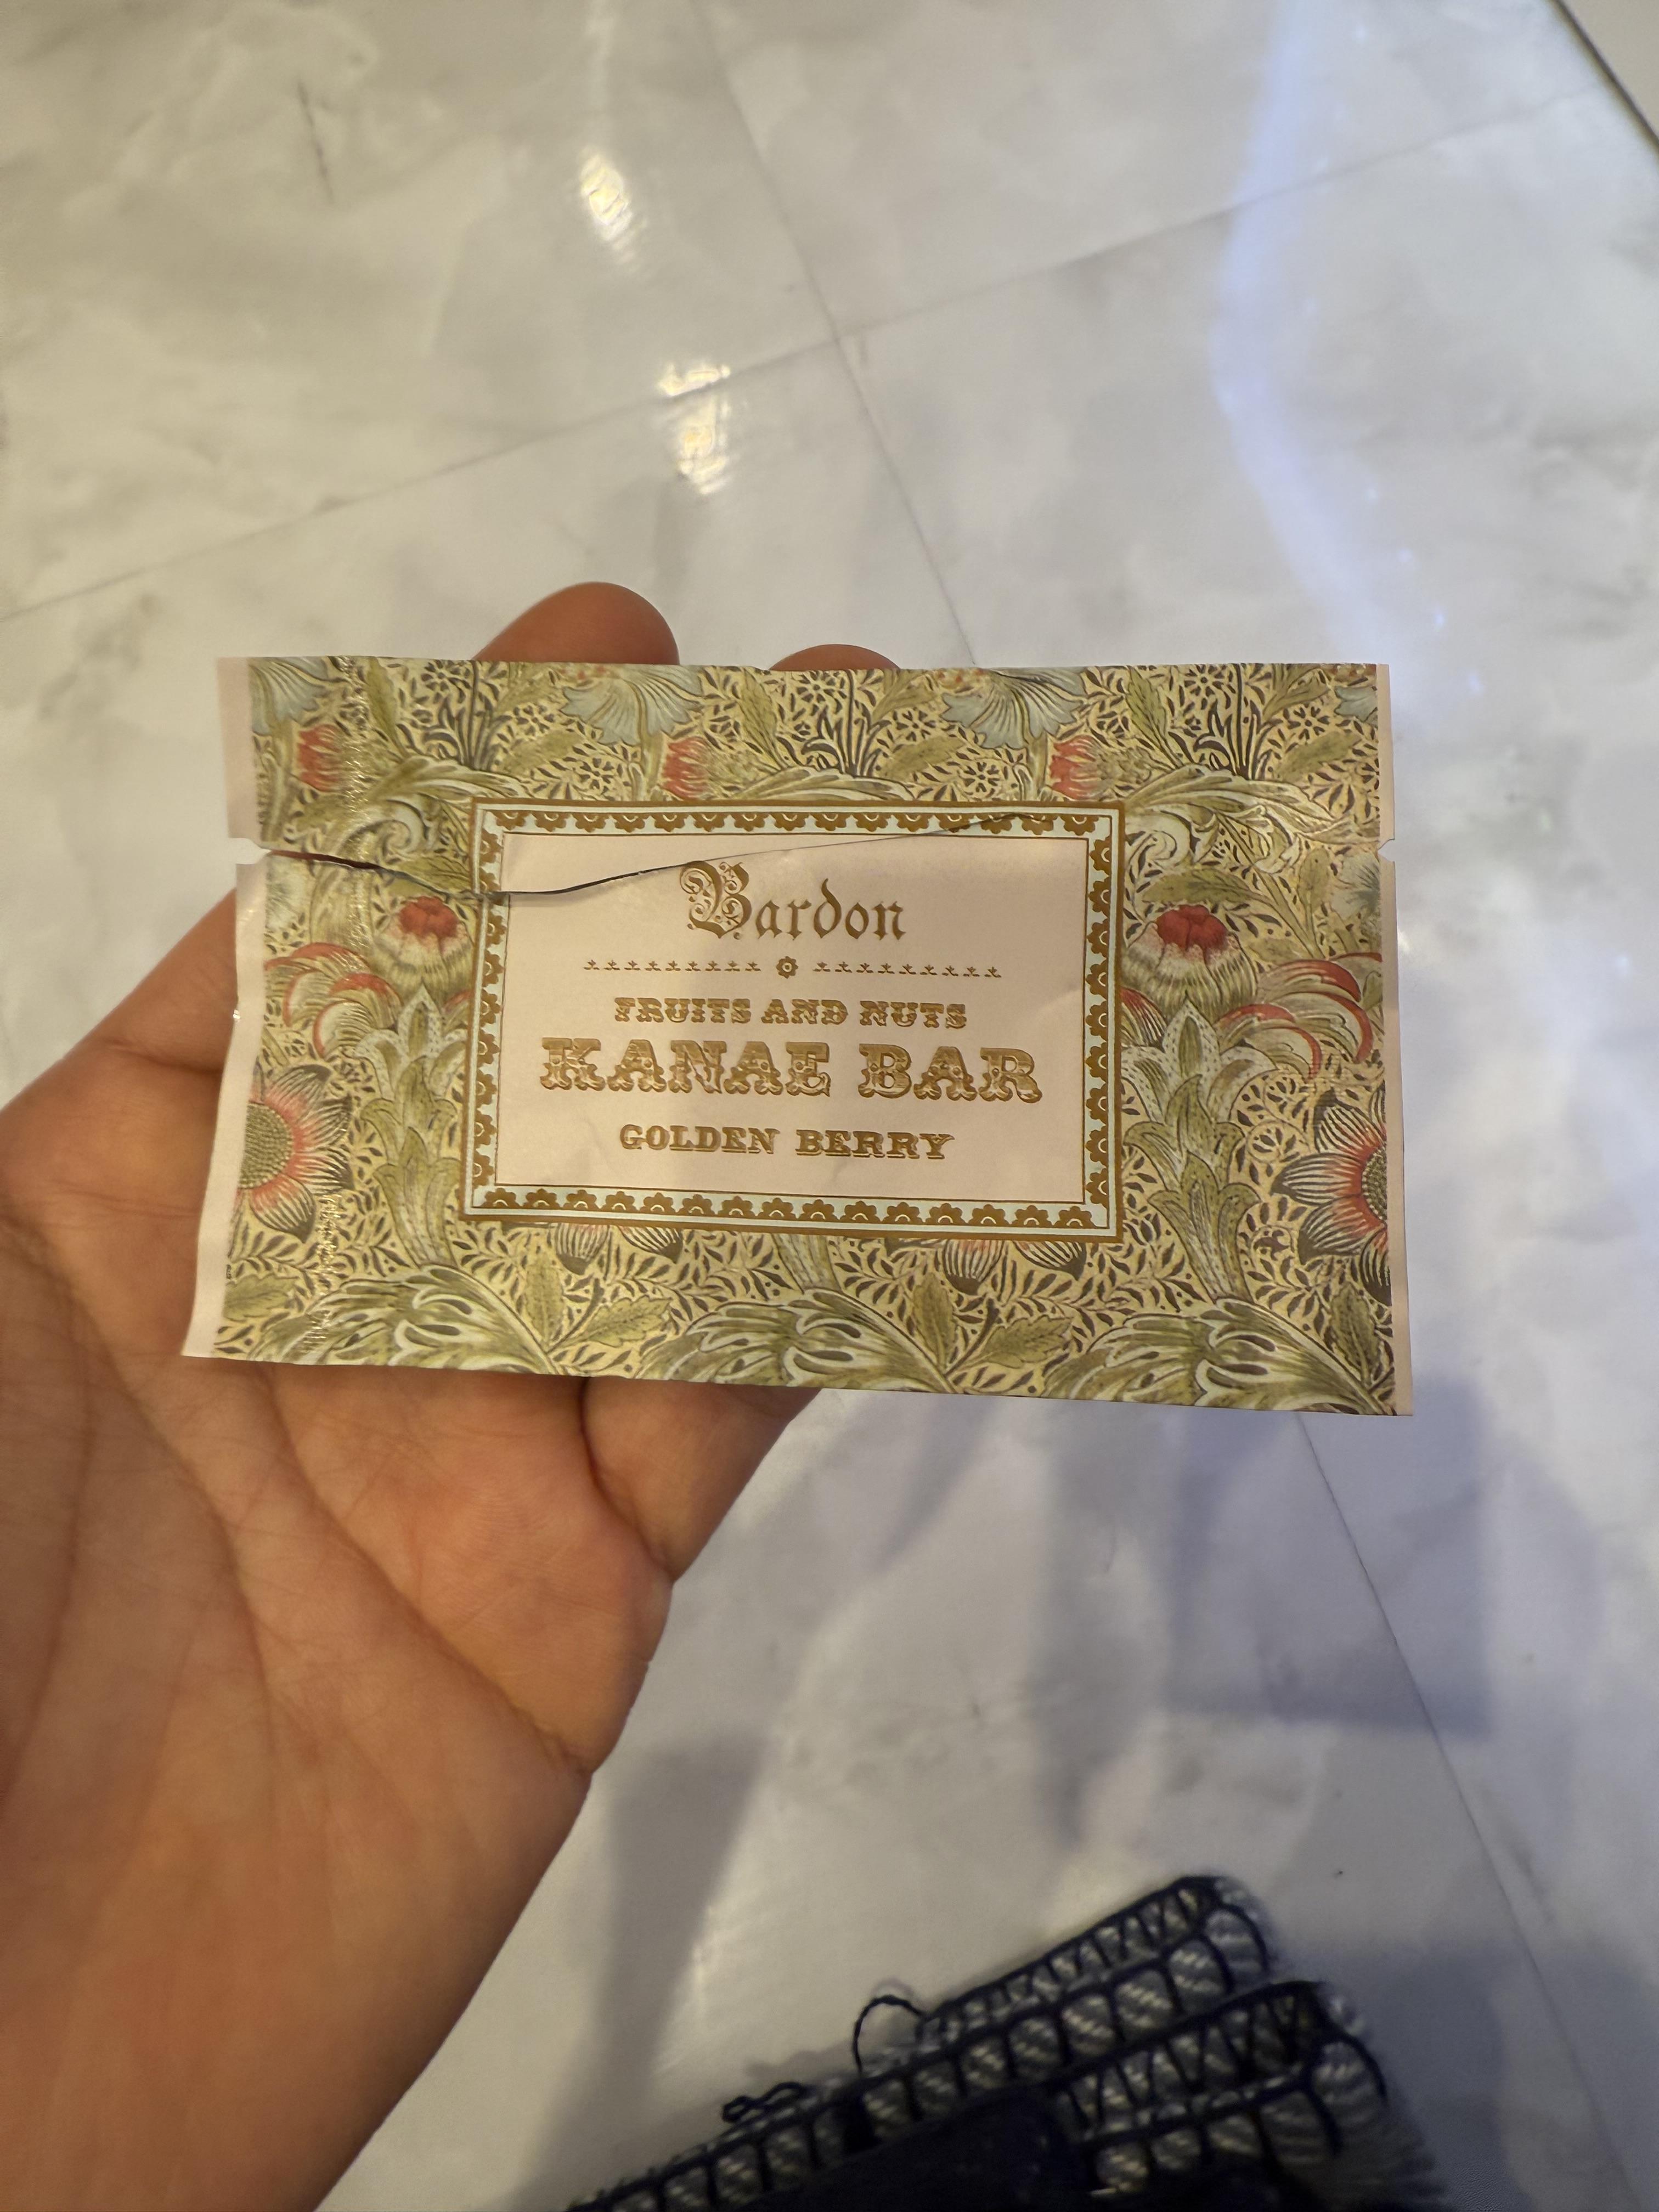 Bardon
FRUITS AND NUTS
KANAE BAR
GOLDEN BERRY